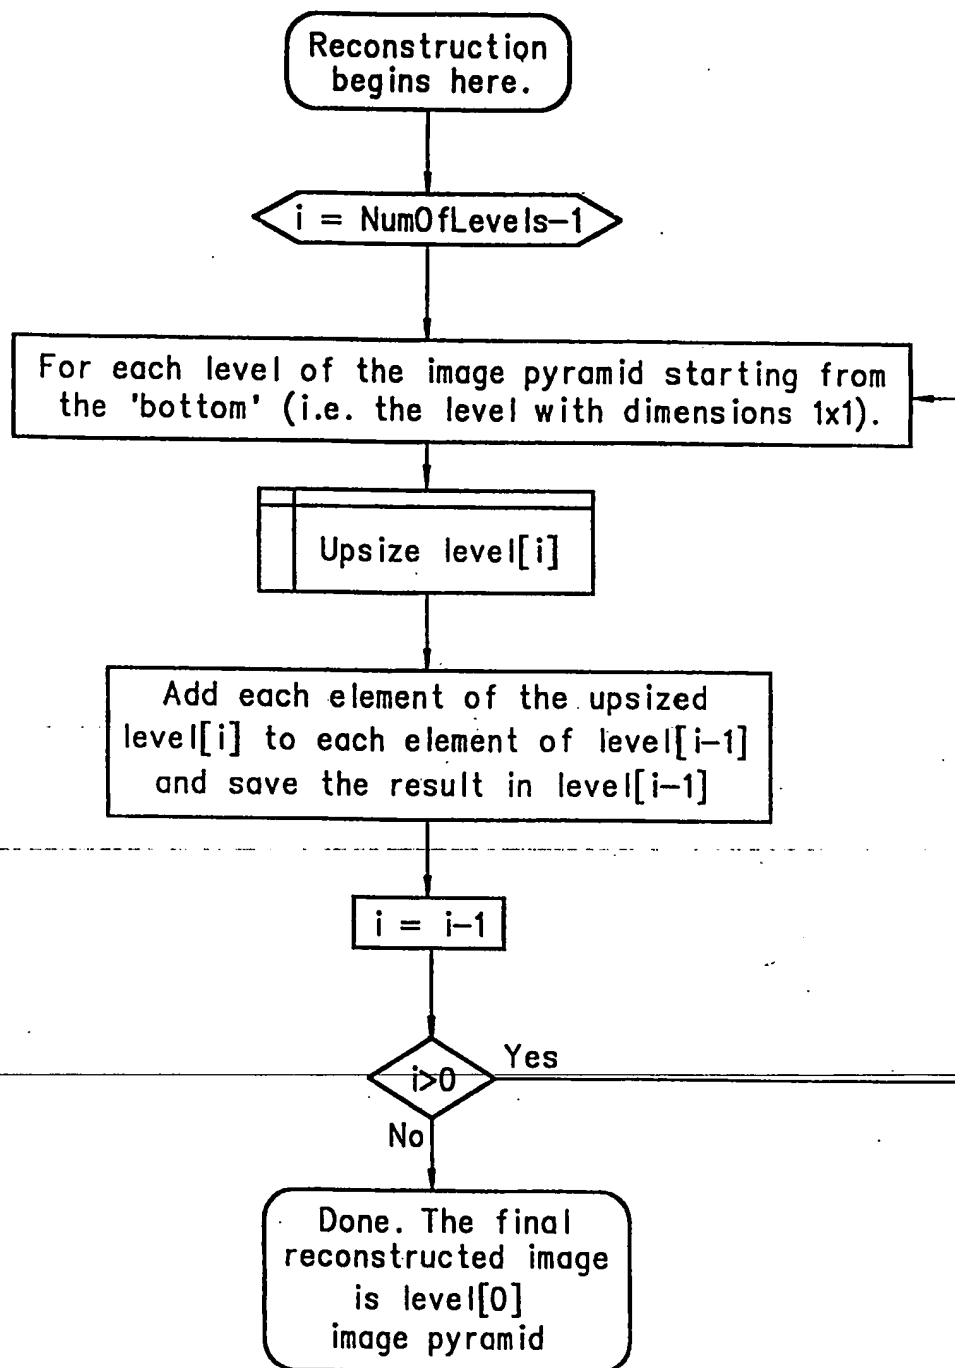 Reconstruction
begins here.
i = NumOfLevels-1
For each level of the image pyramid starting from
the 'bottom' (i.e. the level with dimensions 1x1).
Upsize level[i]
Add each element of the upsized
level[i] to each element of level[i-1]
and save the result in level[i-1]
i = i-1
i>0
Yes
No
Done. The final
reconstructed image
is level[0]
image pyramid